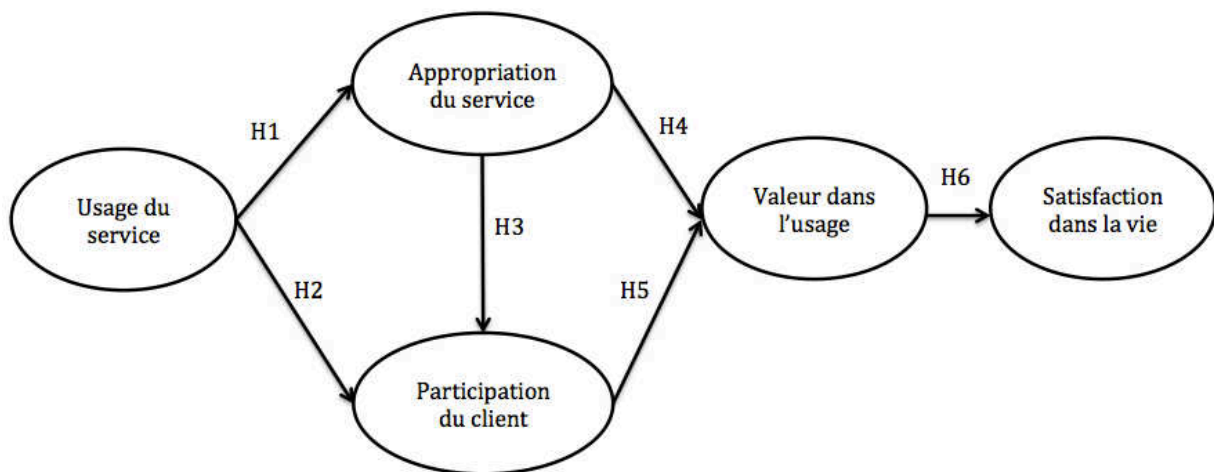 Appropriation
du service
H1
H4
Usage du
service
H3
Valeur dans
l'usage
H6
Satisfaction
dans la vie
H2
H5
Participation
du client